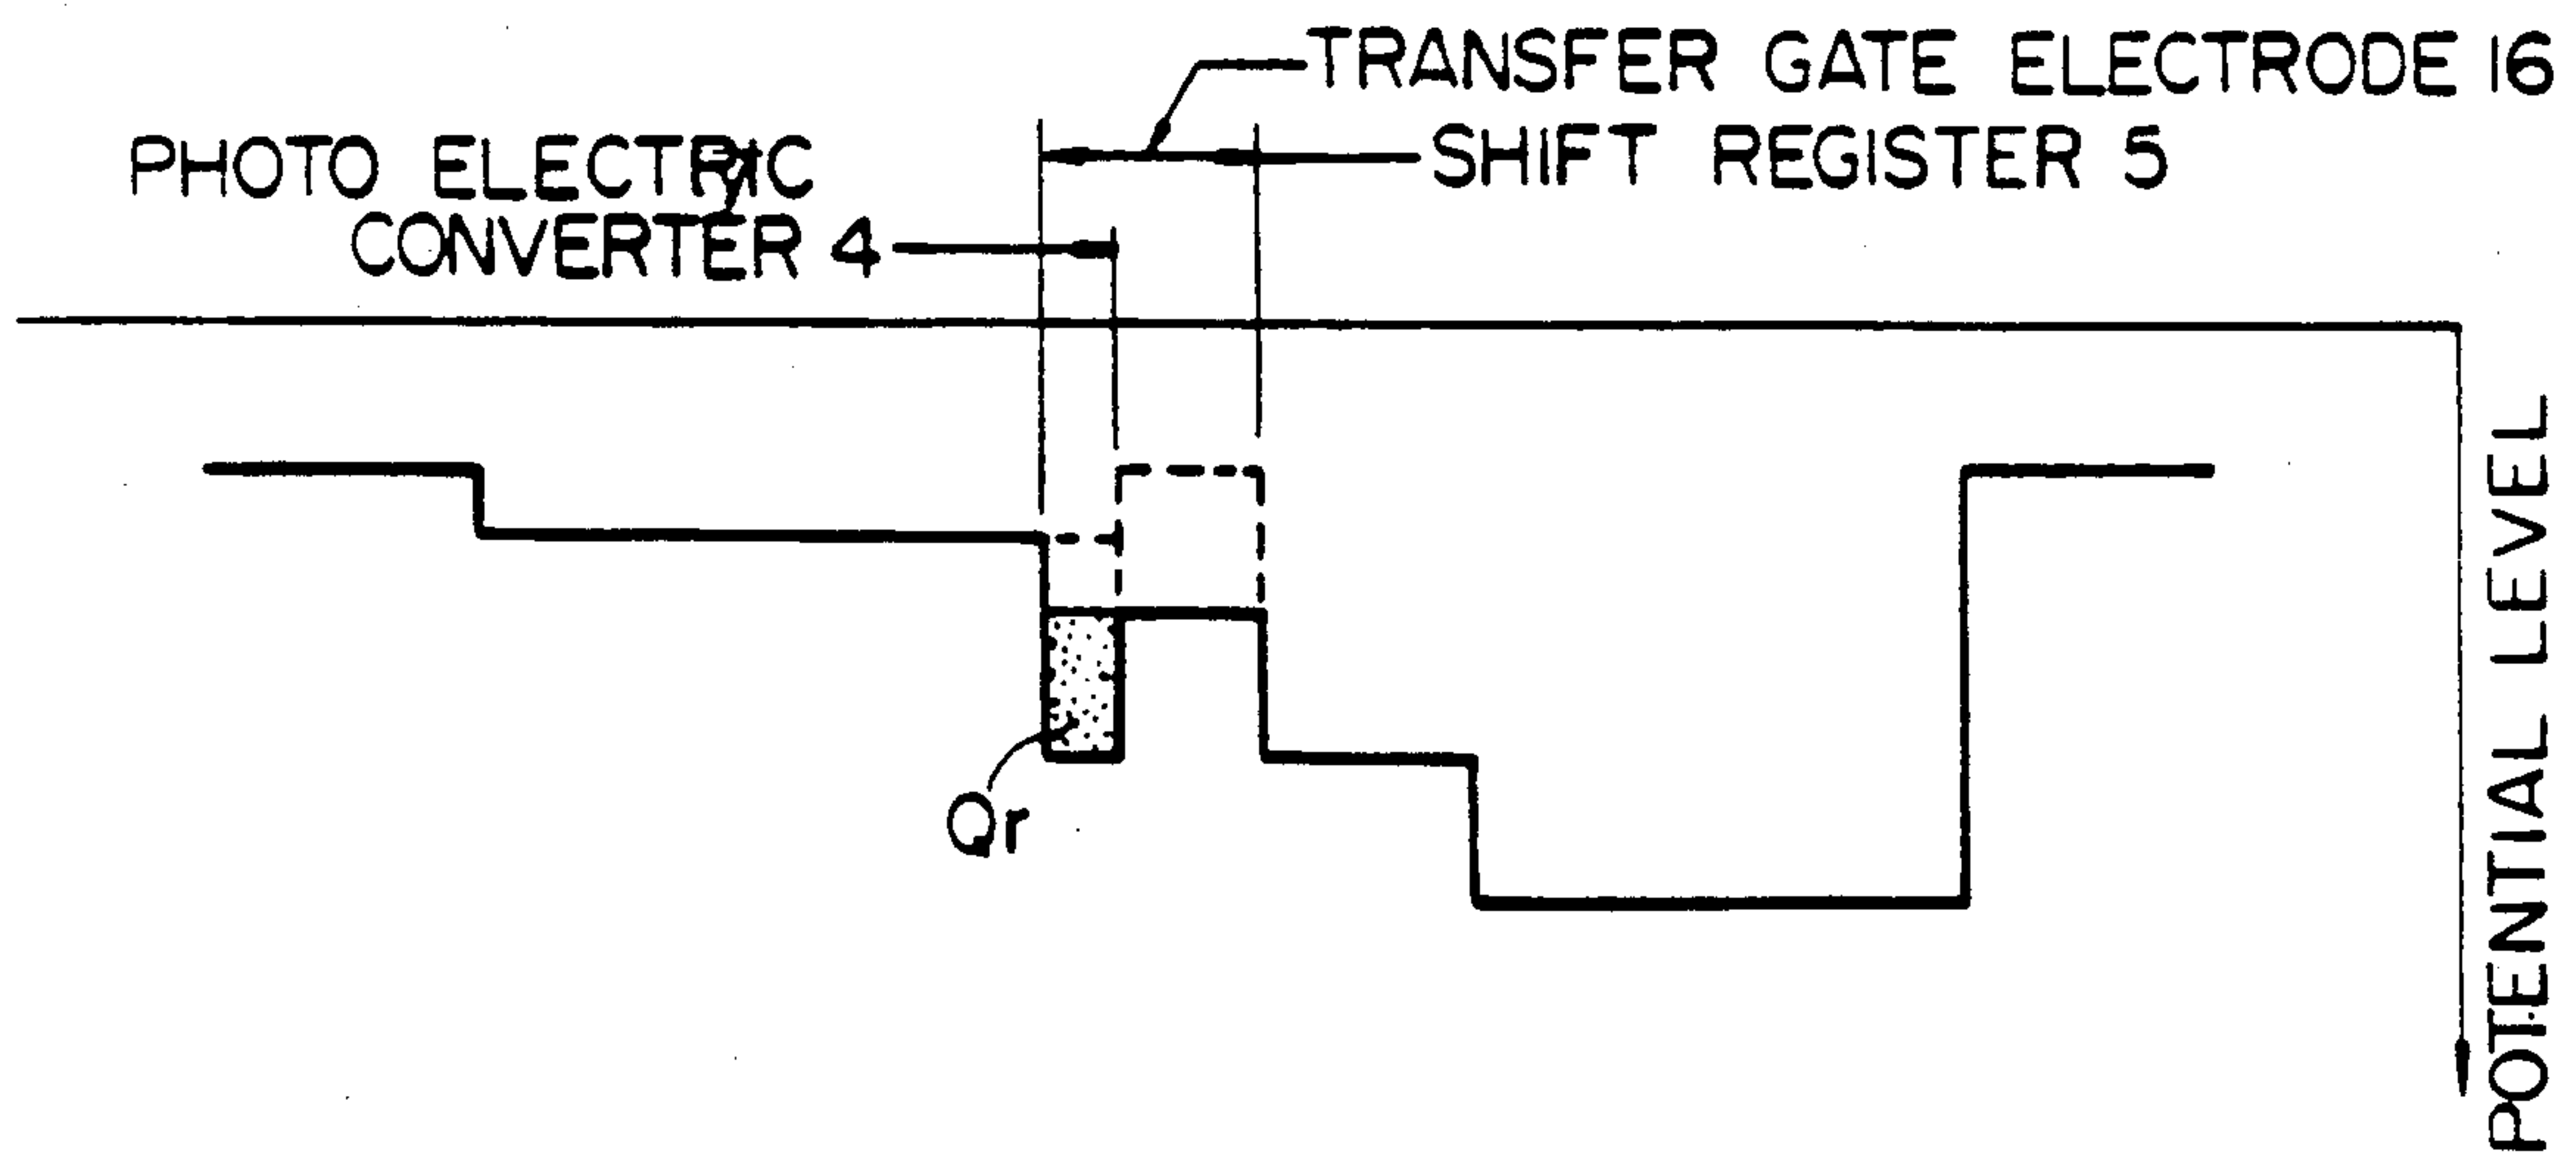 TRANSFER GATE ELECTRODE 16
SHIFT REGISTER 5
PHOTO ELECTRIC
CONVERTER 4
Qr
POTENTIAL LEVEL